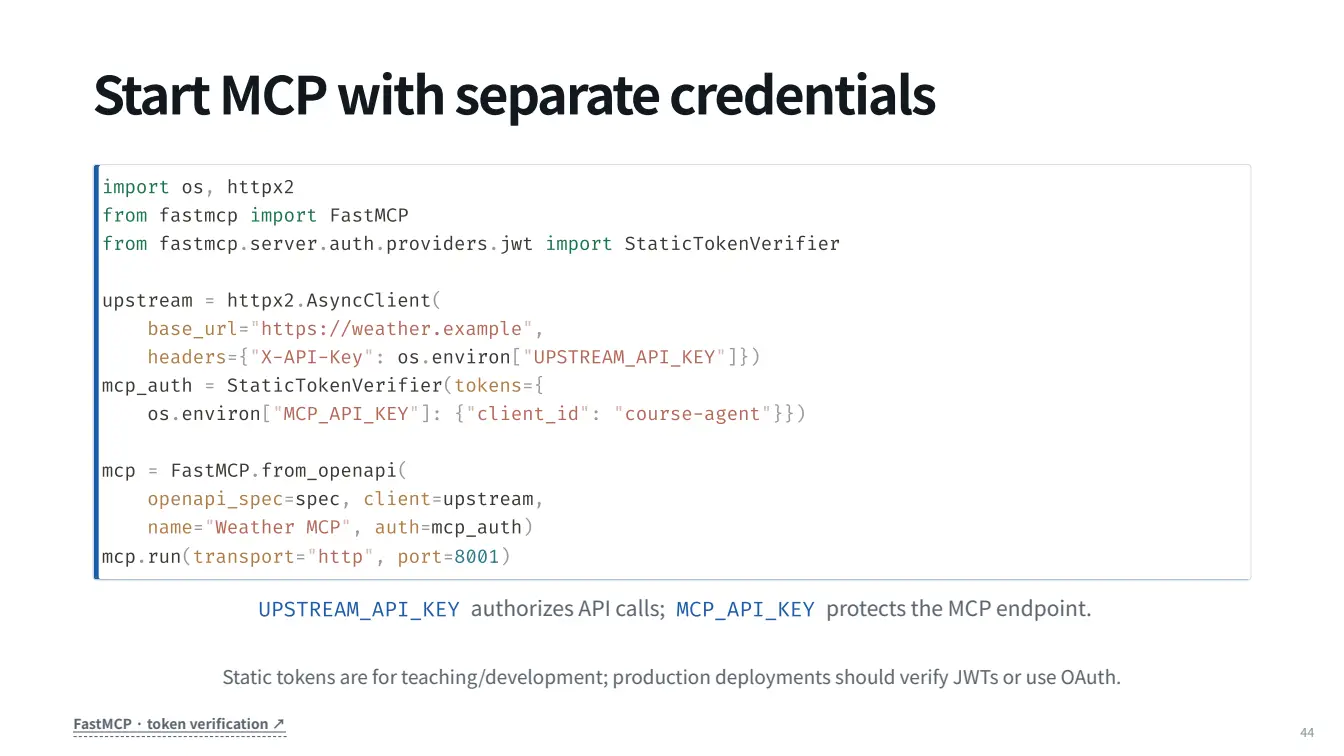 Start MCP with separate credentials
import os, httpx2
from fastmcp import FastMCP
from fastmcp.server.auth.providers.jwt import StaticTokenVerifier
upstream = httpx2.AsyncClient(
    base_url="https://weather.example",
    headers={"X-API-Key": os.environ["UPSTREAM_API_KEY"]})
mcp_auth = StaticTokenVerifier(tokens={
    os.environ["MCP_API_KEY"]: {"client_id": "course-agent"}})
mcp = FastMCP.from_openapi(
    openapi_spec=spec, client=upstream,
    name="Weather MCP", auth=mcp_auth)
mcp.run(transport="http", port=8001)
UPSTREAM_API_KEY authorizes API calls; MCP_API_KEY protects the MCP endpoint.
Static tokens are for teaching/development; production deployments should verify JWTs or use OAuth.
FastMCP · token verification ↗
44